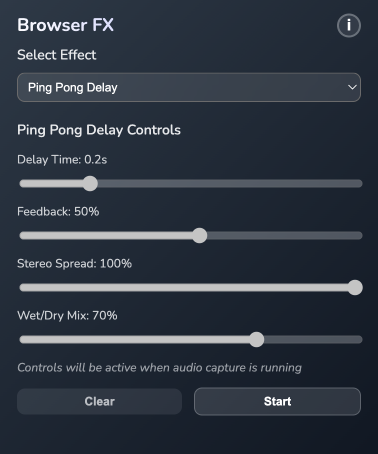 Browser FX
i
Select Effect
Ping Pong Delay
Ping Pong Delay Controls
Delay Time: 0.2s
Feedback: 50%
Stereo Spread: 100%
Wet/Dry Mix: 70%
Controls will be active when audio capture is running
Clear Start